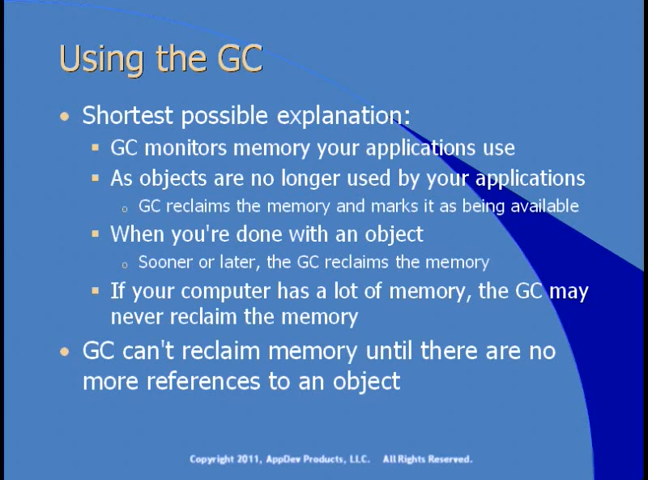 Using the GC
• Shortest possible explanation:
▪ GC monitors memory your applications use
▪ As objects are no longer used by your applications
o GC reclaims the memory and marks it as being available
▪ When you're done with an object
o Sooner or later, the GC reclaims the memory
▪ If your computer has a lot of memory, the GC may
never reclaim the memory
• GC can't reclaim memory until there are no
more references to an object
Copyright 2011, AppDev Products, LLC. All Rights Reserved.